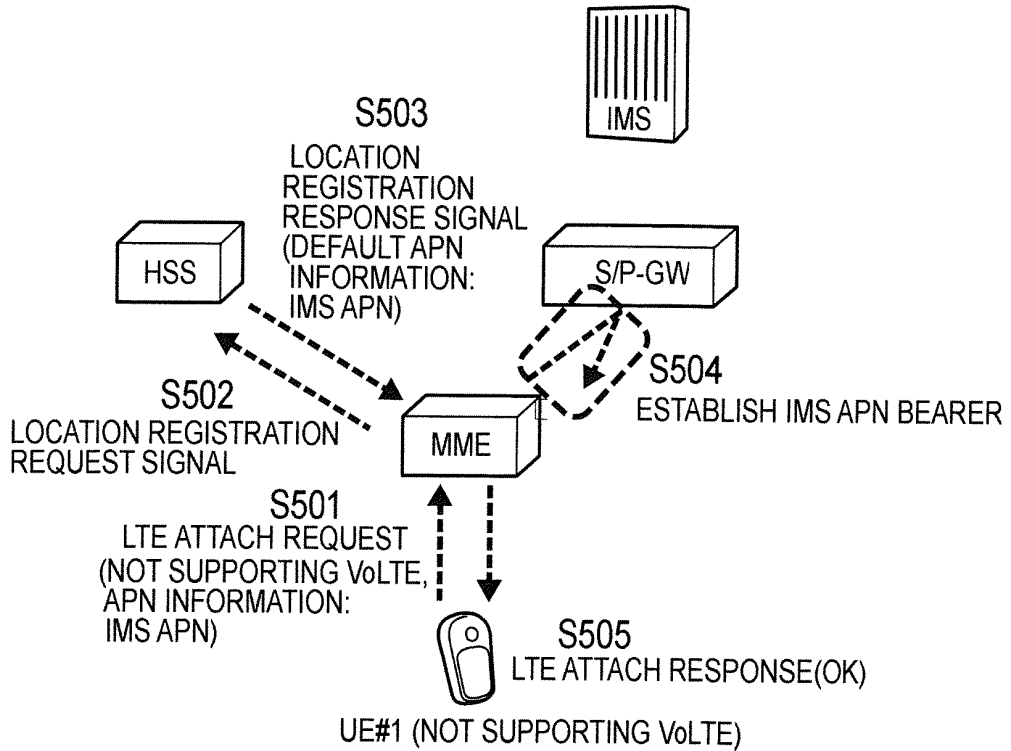 IMS
S503
LOCATION
REGISTRATION
RESPONSE SIGNAL
(DEFAULT APN
INFORMATION:
IMS APN)
HSS
S/P-GW
S504
ESTABLISH IMS APN BEARER
S502
LOCATION REGISTRATION
REQUEST SIGNAL
MME
S501
LTE ATTACH REQUEST
(NOT SUPPORTING VoLTE,
APN INFORMATION:
IMS APN)
S505
LTE ATTACH RESPONSE(OK)
UE#1 (NOT SUPPORTING VoLTE)